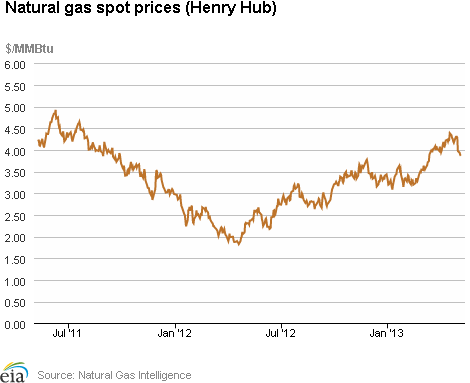 Natural gas spot prices (Henry Hub)
$/MMBtu
6.00
5.50
5.00
4.50
4.00
3.50
3.00
2.50
2.00
1.50
1.00
0.50
0.00
Jul '11
Jan '12
Jul '12
Jan '13
eia
Source: Natural Gas Intelligence